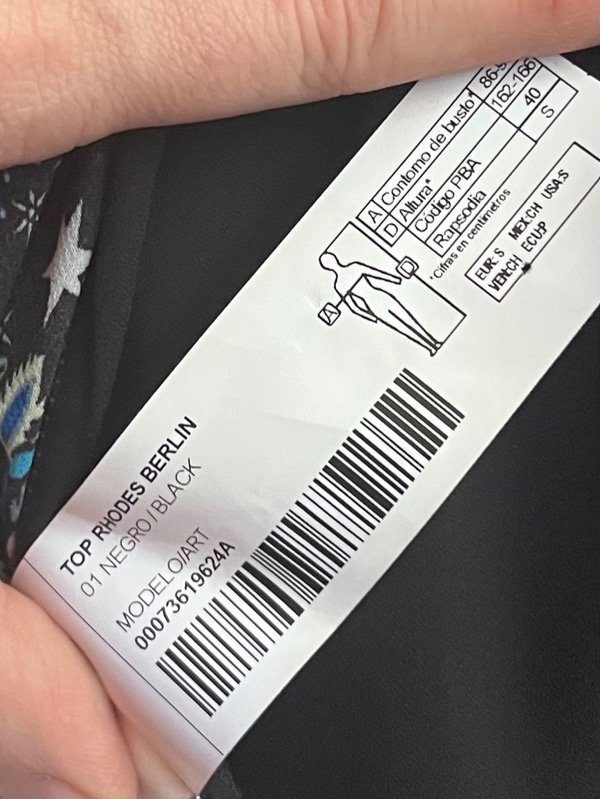 TOP RHODES BERLIN
01 NEGRO / BLACK
MODELO/ART
00073619624A
A Contorno de busto*
D Altura* 162-166
Código PBA 40
Rapsodia S
*Cifras en centímetros
A
D
EUR: S MEX:CH USA:S
VEN:CH ECU:P